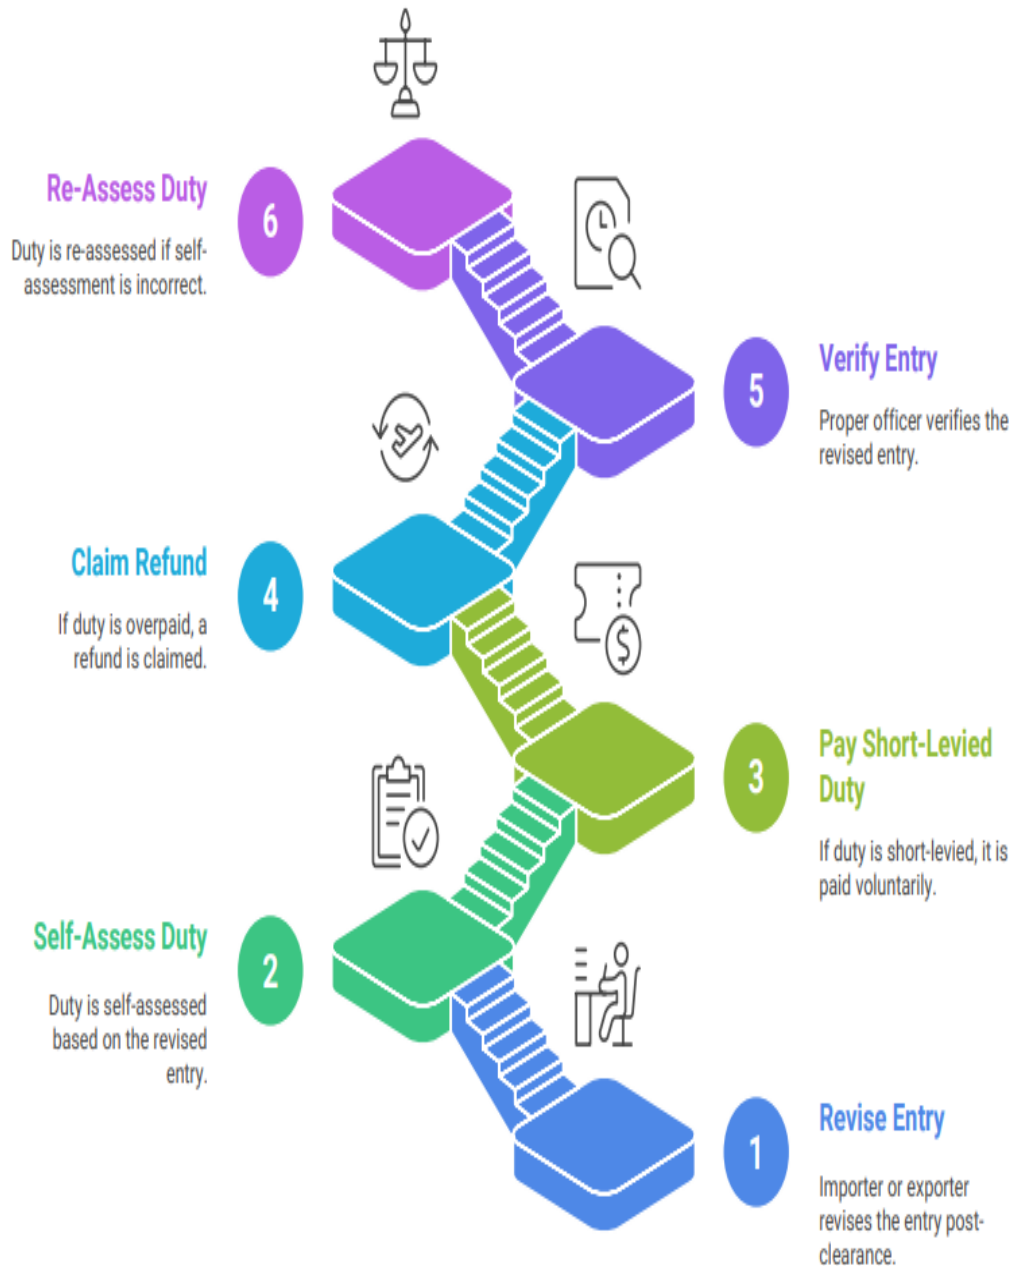 Re-Assess Duty
6
Duty is re-assessed if self-
assessment is incorrect.
Verify Entry
5
Proper officer verifies the
revised entry.
Claim Refund
4
If duty is overpaid, a
refund is claimed.
$
Pay Short-Levied
Duty
3
If duty is short-levied, it is
paid voluntarily.
Self-Assess Duty
2
Duty is self-assessed
based on the revised
entry.
Revise Entry
1
Importer or exporter
revises the entry post-
clearance.